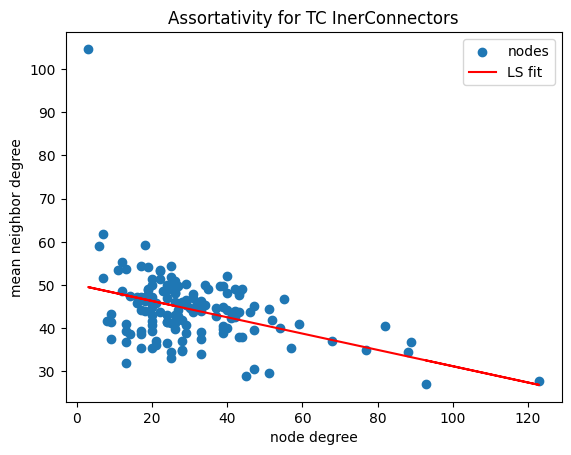 Assortativity for TC InerConnectors
nodes
LS fit
mean neighbor degree
100
90
80
70
60
50
40
30
0 20 40 60 80 100 120
node degree